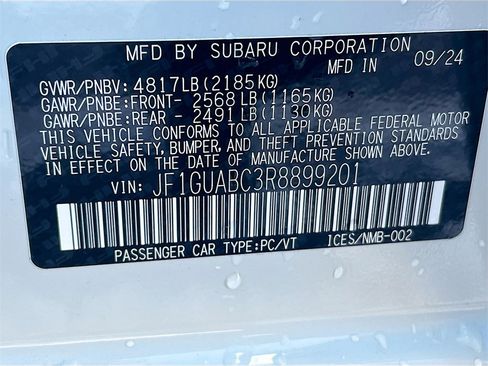 MFD BY SUBARU CORPORATION
MFD IN 09/24
GVWR/PNBV: 4817LB (2185KG)
GAWR/PNBE:FRONT- 2568 LB (1165KG)
GAWR/PNBE:REAR - 2491 LB (1130KG)
THIS VEHICLE CONFORMS TO ALL APPLICABLE FEDERAL MOTOR
VEHICLE SAFETY, BUMPER, AND THEFT PREVENTION STANDARDS
IN EFFECT ON THE DATE OF MANUFACTURE SHOWN ABOVE.
VIN: JF1GUABC3R8899201
PASSENGER CAR TYPE:PC/VT ICES/NMB-002